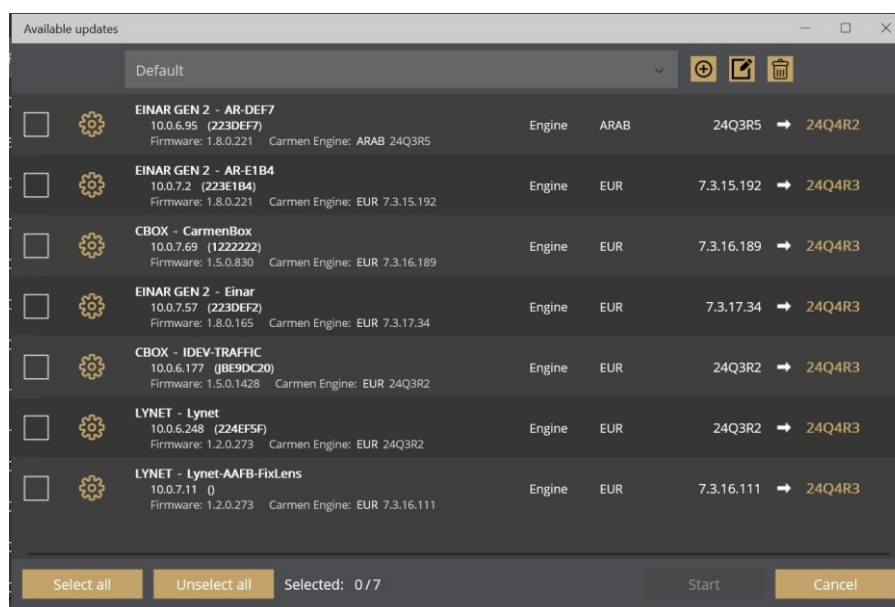 Available updates
Default
EINAR GEN 2 - AR-DEF7
10.0.6.95 (223DEF7) Engine ARAB 24Q3R5 ➡ 24Q4R2
Firmware: 1.8.0.221 Carmen Engine: ARAB 24Q3R5
EINAR GEN 2 - AR-E1B4
10.0.7.2 (223E1B4) Engine EUR 7.3.15.192 ➡ 24Q4R3
Firmware: 1.8.0.221 Carmen Engine: EUR 7.3.15.192
CBOX - CarmenBox
10.0.7.69 (1222222) Engine EUR 7.3.16.189 ➡ 24Q4R3
Firmware: 1.5.0.830 Carmen Engine: EUR 7.3.16.189
EINAR GEN 2 - Einar
10.0.7.57 (223DEF2) Engine EUR 7.3.17.34 ➡ 24Q4R3
Firmware: 1.8.0.165 Carmen Engine: EUR 7.3.17.34
CBOX - IDEV-TRAFFIC
10.0.6.177 (JBE9DC20) Engine EUR 24Q3R2 ➡ 24Q4R3
Firmware: 1.5.0.1428 Carmen Engine: EUR 24Q3R2
LYNET - Lynet
10.0.6.248 (224EF5F) Engine EUR 24Q3R2 ➡ 24Q4R3
Firmware: 1.2.0.273 Carmen Engine: EUR 24Q3R2
LYNET - Lynet-AAFB-FixLens
10.0.7.11 () Engine EUR 7.3.16.111 ➡ 24Q4R3
Firmware: 1.2.0.273 Carmen Engine: EUR 7.3.16.111
Select all Unselect all Selected: 0/7 Start Cancel